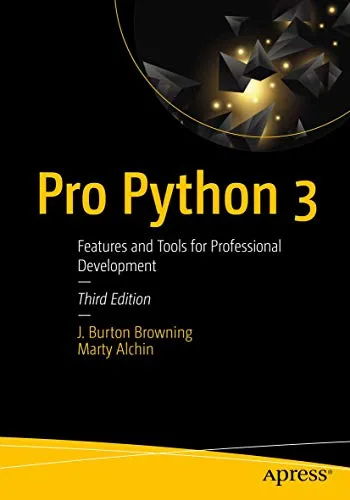 Pro Python 3
Features and Tools for Professional
Development
—
Third Edition
—
J. Burton Browning
Marty Alchin
Apress®